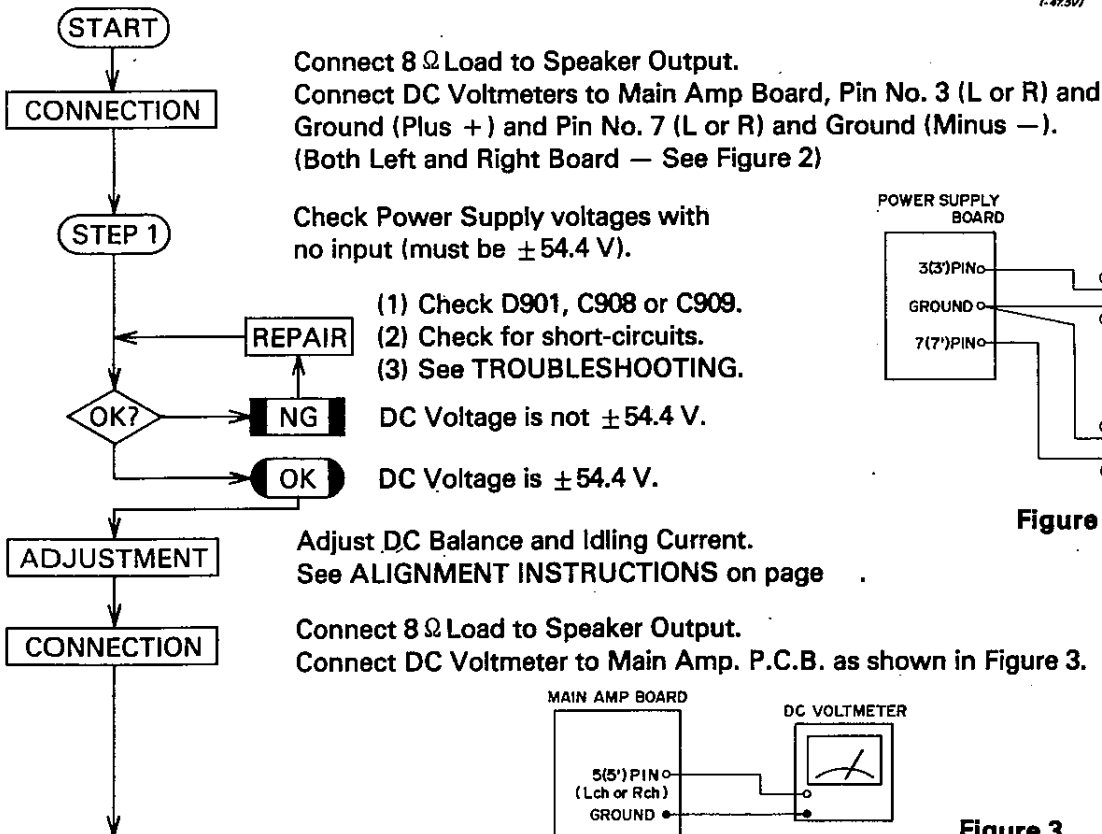 (-47.5V)
START
CONNECTION
Connect 8 Ω Load to Speaker Output.
Connect DC Voltmeters to Main Amp Board, Pin No. 3 (L or R) and
Ground (Plus +) and Pin No. 7 (L or R) and Ground (Minus —).
(Both Left and Right Board — See Figure 2)
STEP 1
Check Power Supply voltages with
no input (must be ±54.4 V).
POWER SUPPLY
BOARD
3(3')PIN
GROUND
7(7')PIN
REPAIR
(1) Check D901, C908 or C909.
(2) Check for short-circuits.
(3) See TROUBLESHOOTING.
OK?
NG
DC Voltage is not ±54.4 V.
OK
DC Voltage is ±54.4 V.
Figure
ADJUSTMENT
Adjust DC Balance and Idling Current.
See ALIGNMENT INSTRUCTIONS on page .
CONNECTION
Connect 8 Ω Load to Speaker Output.
Connect DC Voltmeter to Main Amp. P.C.B. as shown in Figure 3.
MAIN AMP BOARD
DC VOLTMETER
5(5')PIN
(Lch or Rch)
GROUND
Figure 3